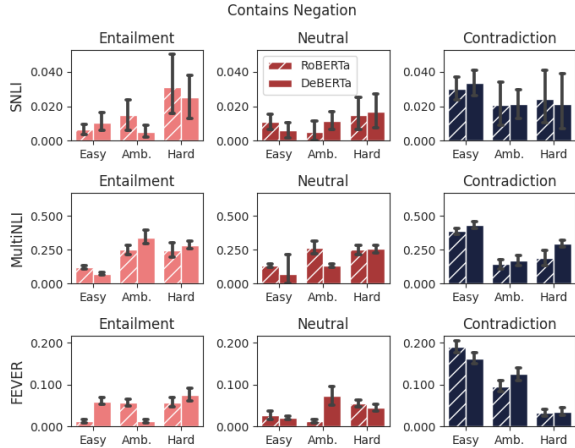 Contains Negation
Entailment Neutral Contradiction
SNLI
0.040
0.020
0.000
RoBERTa
DeBERTa
0.040
0.020
0.000
0.040
0.020
0.000
Easy Amb. Hard Easy Amb. Hard Easy Amb. Hard
Entailment Neutral Contradiction
MultiNLI
0.500
0.250
0.000
0.500
0.250
0.000
0.500
0.250
0.000
Easy Amb. Hard Easy Amb. Hard Easy Amb. Hard
Entailment Neutral Contradiction
FEVER
0.200
0.100
0.000
0.200
0.100
0.000
0.200
0.100
0.000
Easy Amb. Hard Easy Amb. Hard Easy Amb. Hard